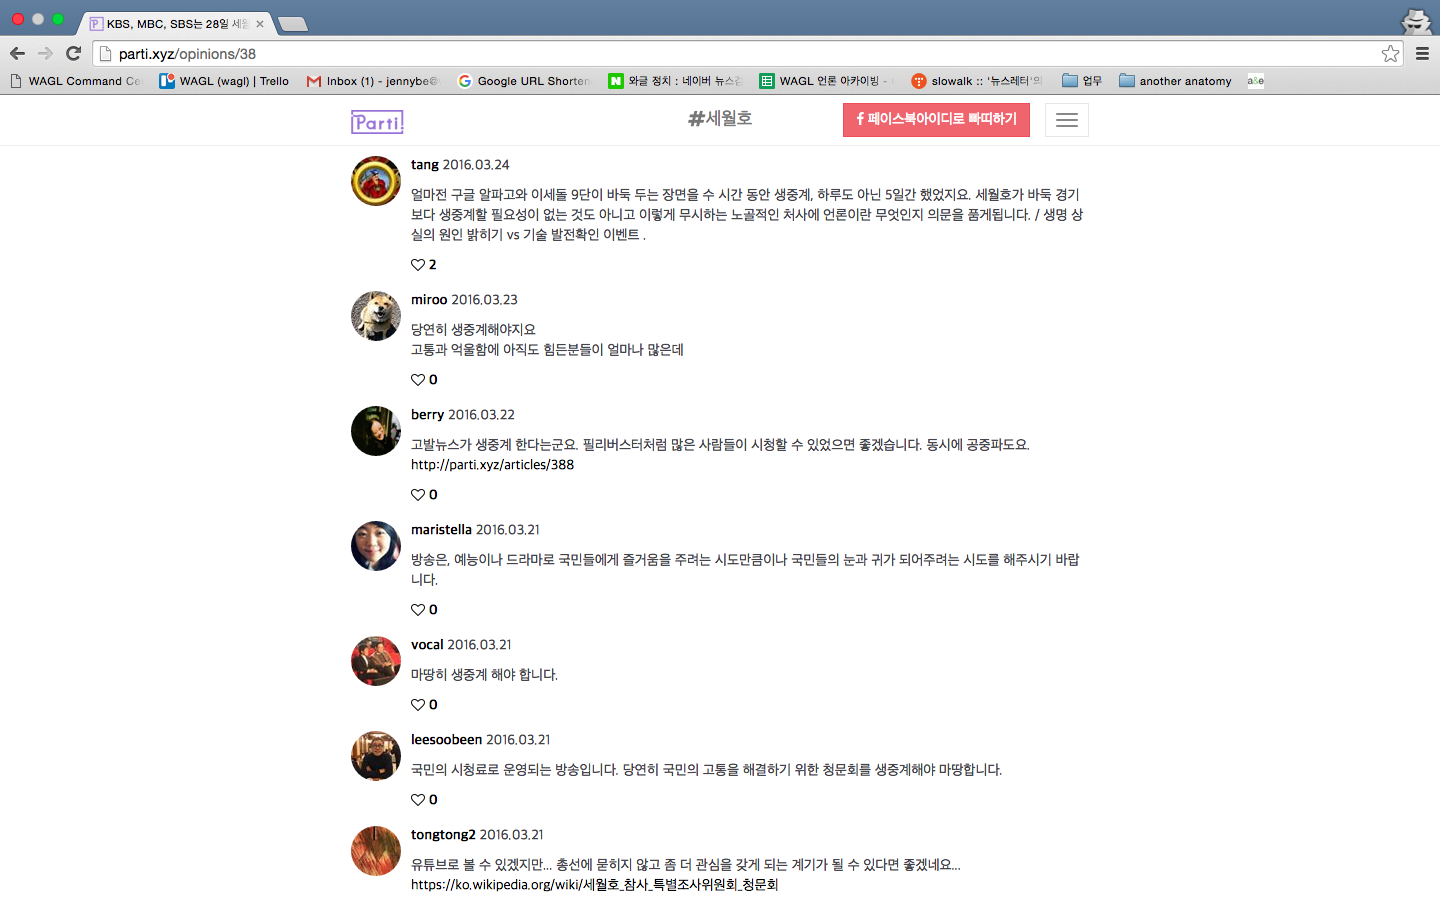 KBS, MBC, SBS는 28일 세월
parti.xyz/opinions/38
WAGL Command Ce
WAGL (wagl) | Trello
Inbox (1) - jennybe@
Google URL Shorten
와글 정치 : 네이버 뉴스검
WAGL 언론 아카이빙 -
slowalk :: '뉴스레터'의
업무
another anatomy
a&e
Parti!
#세월호
f 페이스북아이디로 빠띠하기
tang 2016.03.24
얼마전 구글 알파고와 이세돌 9단이 바둑 두는 장면을 수 시간 동안 생중계, 하루도 아닌 5일간 했었지요. 세월호가 바둑 경기
보다 생중계할 필요성이 없는 것도 아니고 이렇게 무시하는 노골적인 처사에 언론이란 무엇인지 의문을 품게됩니다. / 생명 상
실의 원인 밝히기 vs 기술 발전확인 이벤트 .
2
miroo 2016.03.23
당연히 생중계해야지요
고통과 억울함에 아직도 힘든분들이 얼마나 많은데
0
berry 2016.03.22
고발뉴스가 생중계 한다는군요. 필리버스터처럼 많은 사람들이 시청할 수 있었으면 좋겠습니다. 동시에 공중파도요.
http://parti.xyz/articles/388
0
maristella 2016.03.21
방송은, 예능이나 드라마로 국민들에게 즐거움을 주려는 시도만큼이나 국민들의 눈과 귀가 되어주려는 시도를 해주시기 바랍
니다.
0
vocal 2016.03.21
마땅히 생중계 해야 합니다.
0
leesoobeen 2016.03.21
국민의 시청료로 운영되는 방송입니다. 당연히 국민의 고통을 해결하기 위한 청문회를 생중계해야 마땅합니다.
0
tongtong2 2016.03.21
유튜브로 볼 수 있겠지만... 총선에 묻히지 않고 좀 더 관심을 갖게 되는 계기가 될 수 있다면 좋겠네요...
https://ko.wikipedia.org/wiki/세월호_참사_특별조사위원회_청문회